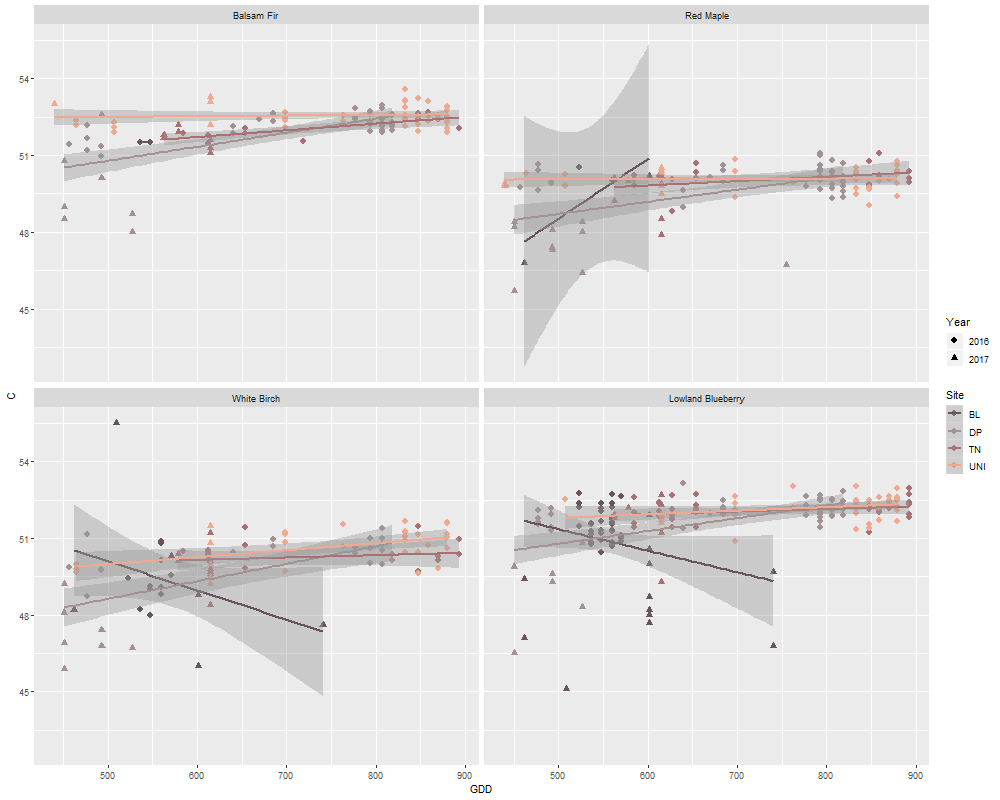 Balsam Fir
Red Maple
54
51
48
45
C
White Birch
Lowland Blueberry
54
51
48
45
500
600
700
800
900
500
600
700
800
900
GDD
Year
2016
2017
Site
BL
DP
TN
UNI